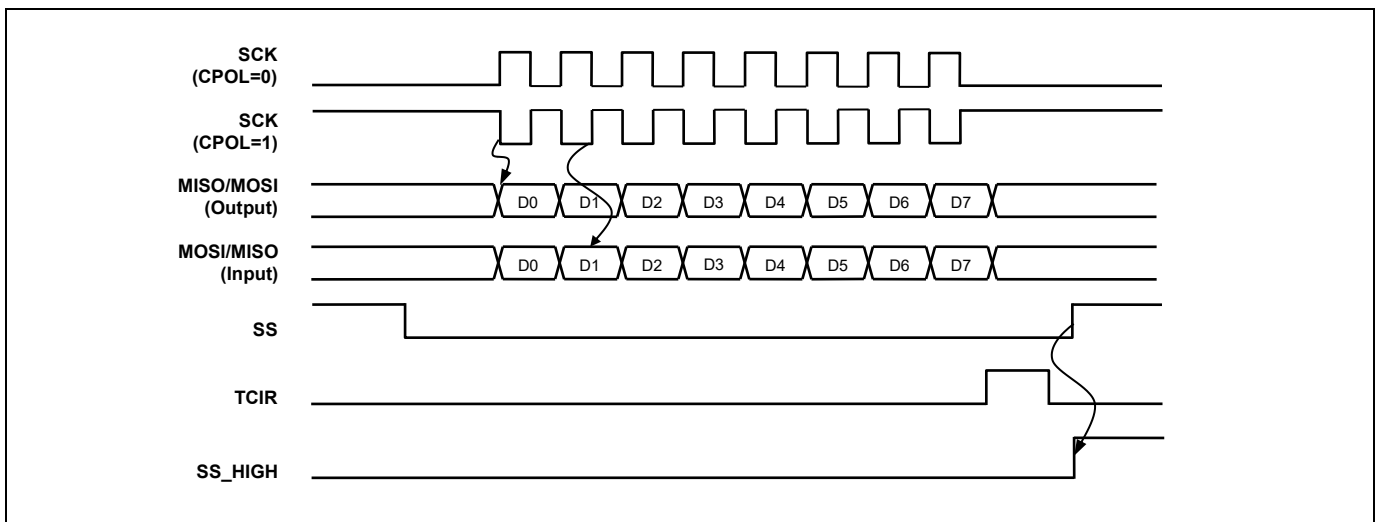 SCK
(CPOL=0)
SCK
(CPOL=1)
MISO/MOSI
(Output)
D0 D1 D2 D3 D4 D5 D6 D7
MOSI/MISO
(Input)
D0 D1 D2 D3 D4 D5 D6 D7
SS
TCIR
SS_HIGH